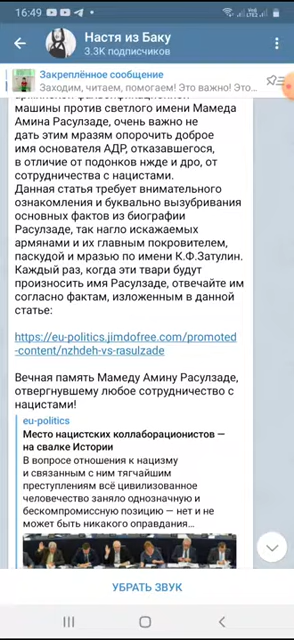 16:49
Настя из Баку
3.3K подписчиков
Закреплённое сообщение
Заходим, читаем, помогаем! Это важно! Это…
машины против светлого имени Мамеда
Амина Расулзаде, очень важно не
дать этим мразям опорочить доброе
имя основателя АДР, отказавшегося,
в отличие от подонков нжде и дро, от
сотрудничества с нацистами.
Данная статья требует внимательного
ознакомления и буквально вызубривания
основных фактов из биографии
Расулзаде, так нагло искажаемых
армянами и их главным покровителем,
паскудой и мразью по имени К.Ф.Затулин.
Каждый раз, когда эти твари будут
произносить имя Расулзаде, отвечайте им
согласно фактам, изложенным в данной
статье:
https://eu-politics.jimdofree.com/promoted
-content/nzhdeh-vs-rasulzade
Вечная память Мамеду Амину Расулзаде,
отвергнувшему любое сотрудничество с
нацистами!
eu-politics
Место нацистских коллаборационистов —
на свалке Истории
В вопросе отношения к нацизму
и связанным с ним тягчайшим
преступлениям всё цивилизованное
человечество заняло однозначную и
бескомпромиссную позицию — нет и не
может быть никакого оправдания…
УБРАТЬ ЗВУК